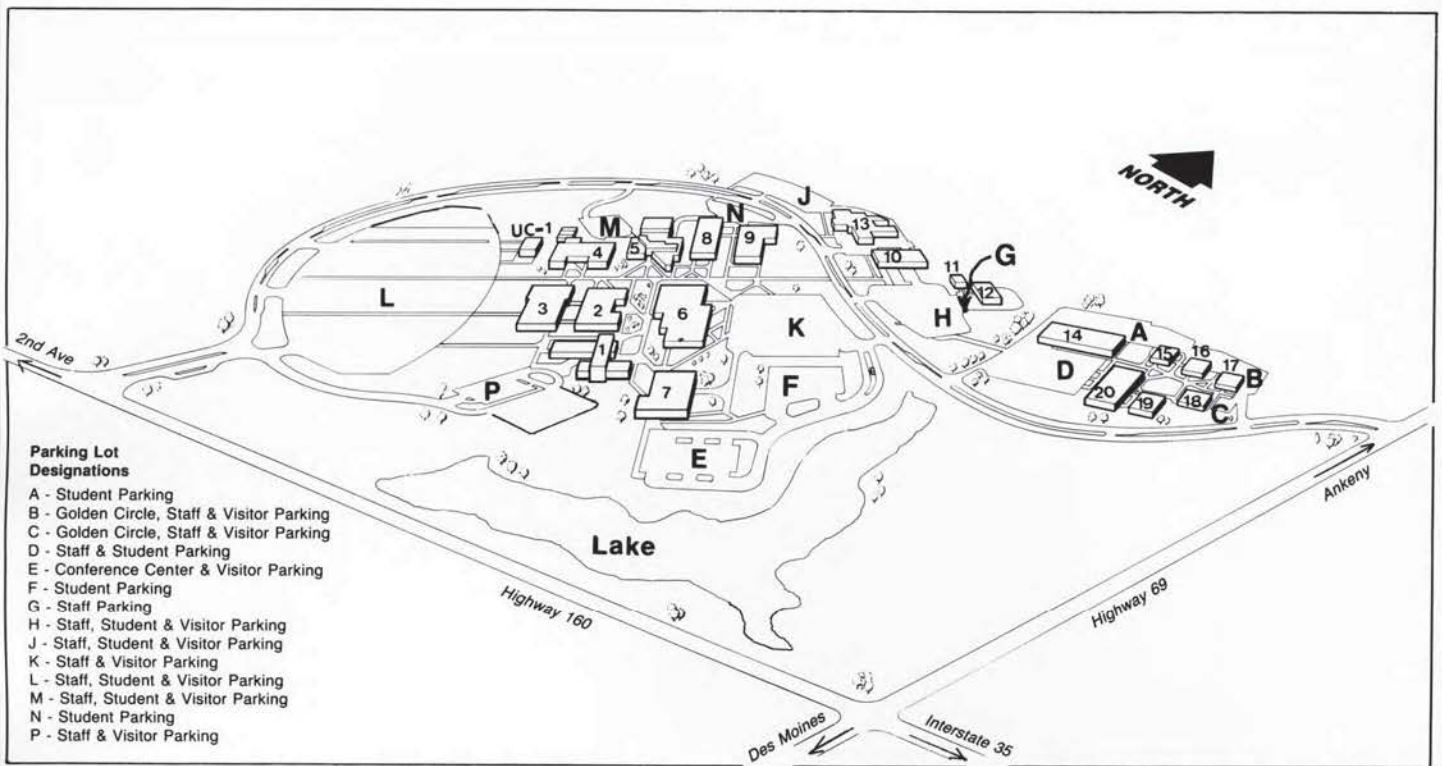 NORTH
J
N
M
UC-1
13
5
8
9
4
10
11
G
12
L
3
2
6
H
K
14
A
15
16
17
B
2nd Ave
1
D
P
F
7
20
19
18
C
E
Ankeny
Lake
Highway 160
Highway 69
Des Moines
Interstate 35
Parking Lot
Designations
A - Student Parking
B - Golden Circle, Staff & Visitor Parking
C - Golden Circle, Staff & Visitor Parking
D - Staff & Student Parking
E - Conference Center & Visitor Parking
F - Student Parking
G - Staff Parking
H - Staff, Student & Visitor Parking
J - Staff, Student & Visitor Parking
K - Staff & Visitor Parking
L - Staff, Student & Visitor Parking
M - Staff, Student & Visitor Parking
N - Student Parking
P - Staff & Visitor Parking